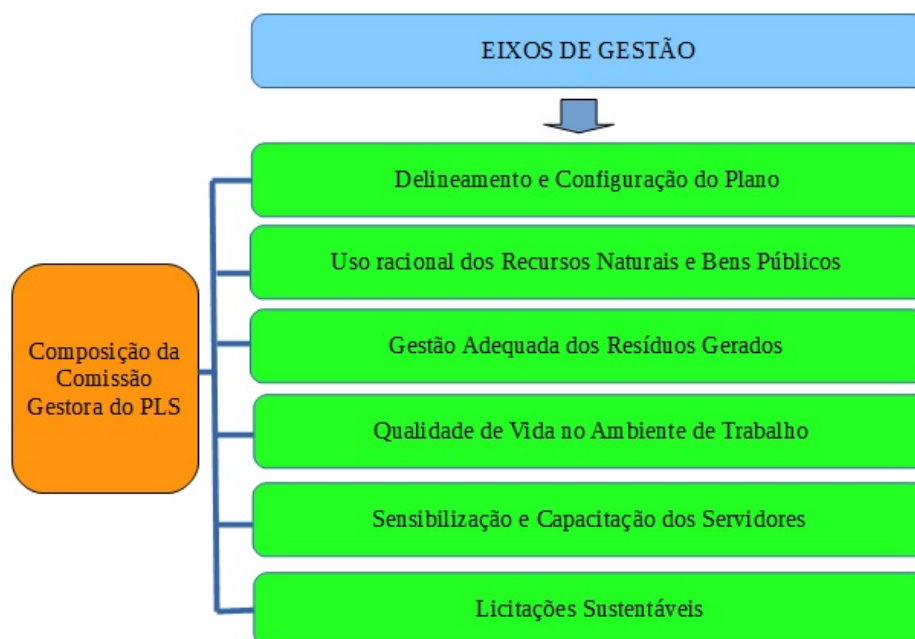 EIXOS DE GESTÃO
Delineamento e Configuração do Plano
Uso racional dos Recursos Naturais e Bens Públicos
Gestão Adequada dos Resíduos Gerados
Composição da
Comissão
Gestora do PLS
Qualidade de Vida no Ambiente de Trabalho
Sensibilização e Capacitação dos Servidores
Licitações Sustentáveis